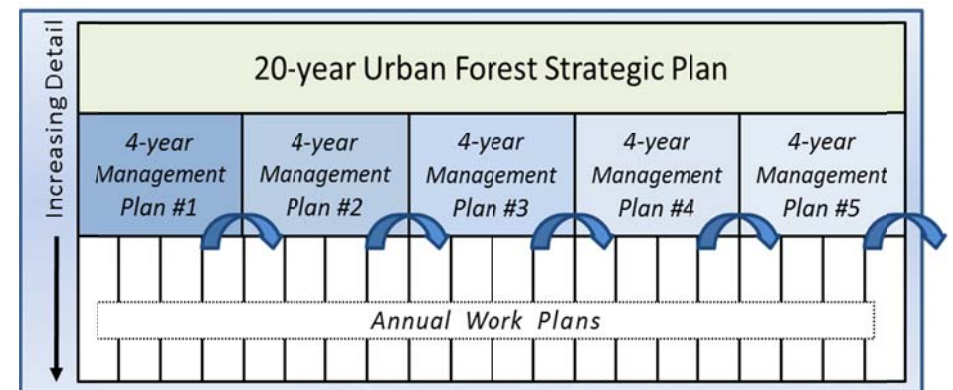 Increasing Detail
20-year Urban Forest Strategic Plan
4-year
Management
Plan #1
4-year
Management
Plan #2
4-year
Management
Plan #3
4-year
Management
Plan #4
4-year
Management
Plan #5
Annual Work Plans